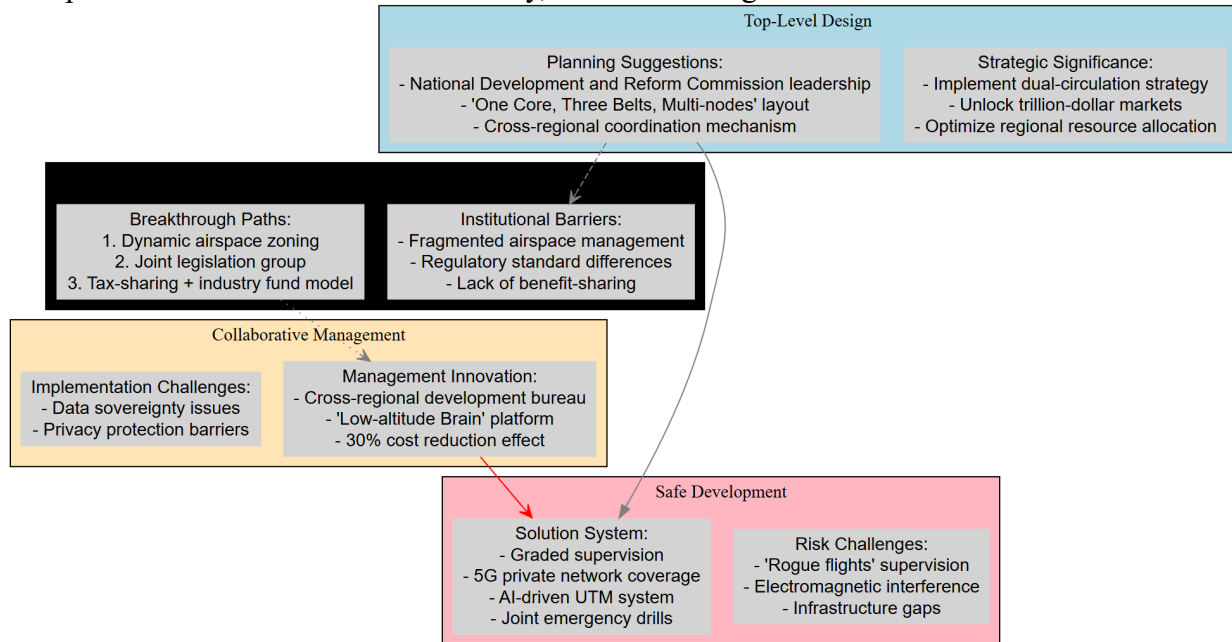 Top-Level Design
Planning Suggestions:
- National Development and Reform Commission leadership
- 'One Core, Three Belts, Multi-nodes' layout
- Cross-regional coordination mechanism
Strategic Significance:
- Implement dual-circulation strategy
- Unlock trillion-dollar markets
- Optimize regional resource allocation
Breakthrough Paths:
1. Dynamic airspace zoning
2. Joint legislation group
3. Tax-sharing + industry fund model
Institutional Barriers:
- Fragmented airspace management
- Regulatory standard differences
- Lack of benefit-sharing
Collaborative Management
Implementation Challenges:
- Data sovereignty issues
- Privacy protection barriers
Management Innovation:
- Cross-regional development bureau
- 'Low-altitude Brain' platform
- 30% cost reduction effect
Safe Development
Solution System:
- Graded supervision
- 5G private network coverage
- AI-driven UTM system
- Joint emergency drills
Risk Challenges:
- 'Rogue flights' supervision
- Electromagnetic interference
- Infrastructure gaps